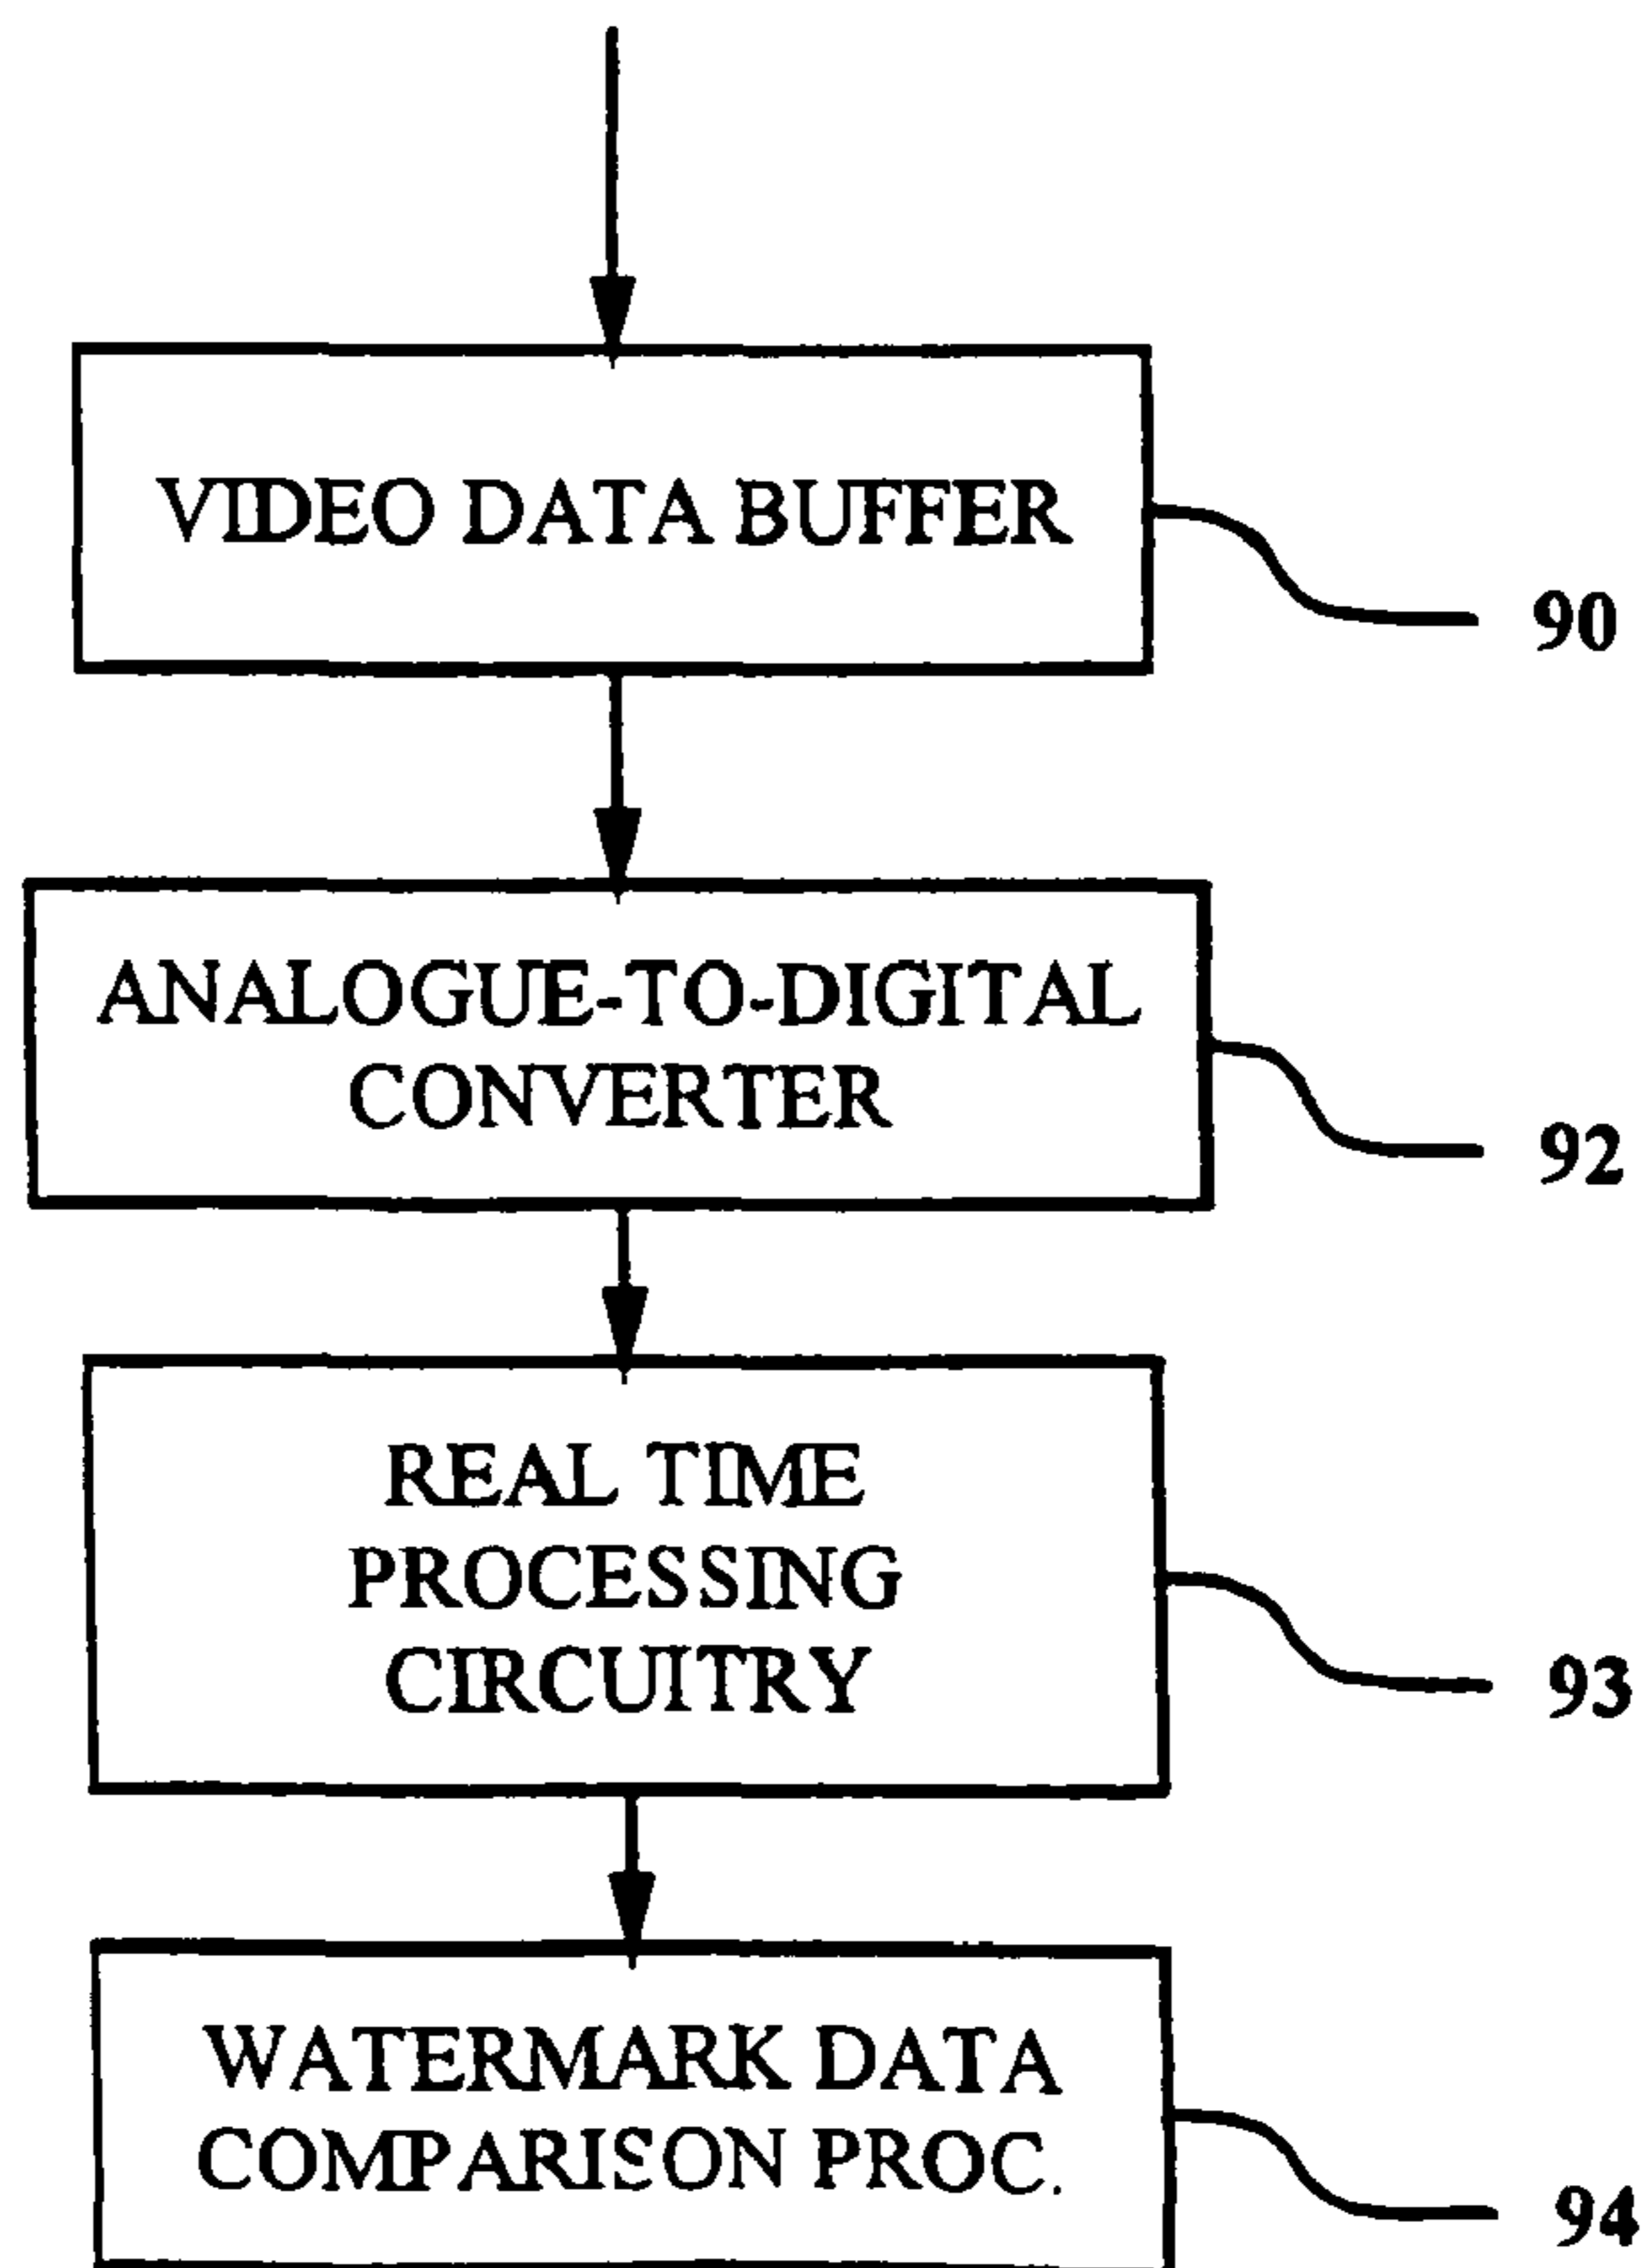 VIDEO DATA BUFFER
90
ANALOGUE-TO-DIGITAL
CONVERTER
92
REAL TIME
PROCESSING
CIRCUITRY
93
WATERMARK DATA
COMPARISON PROC.
94